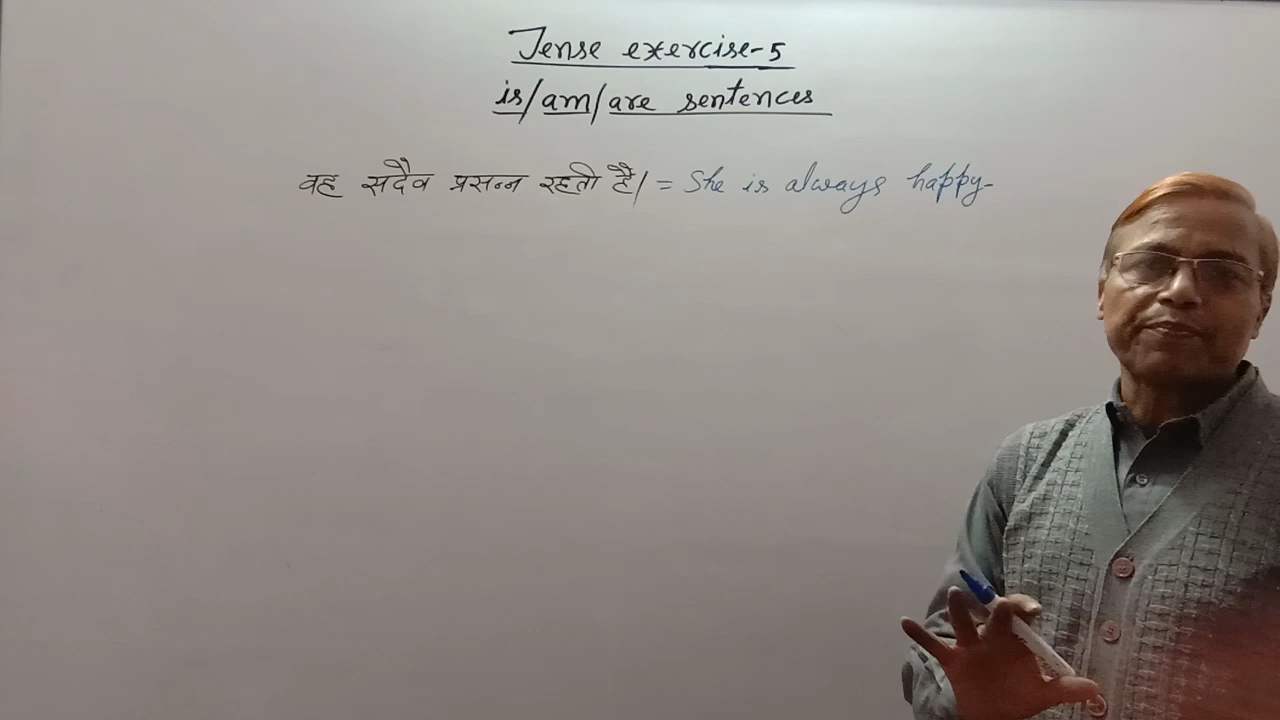 Tense exercise-5
is/am/are sentences
वह सदैव प्रसन्न रहती है/ = She is always happy-